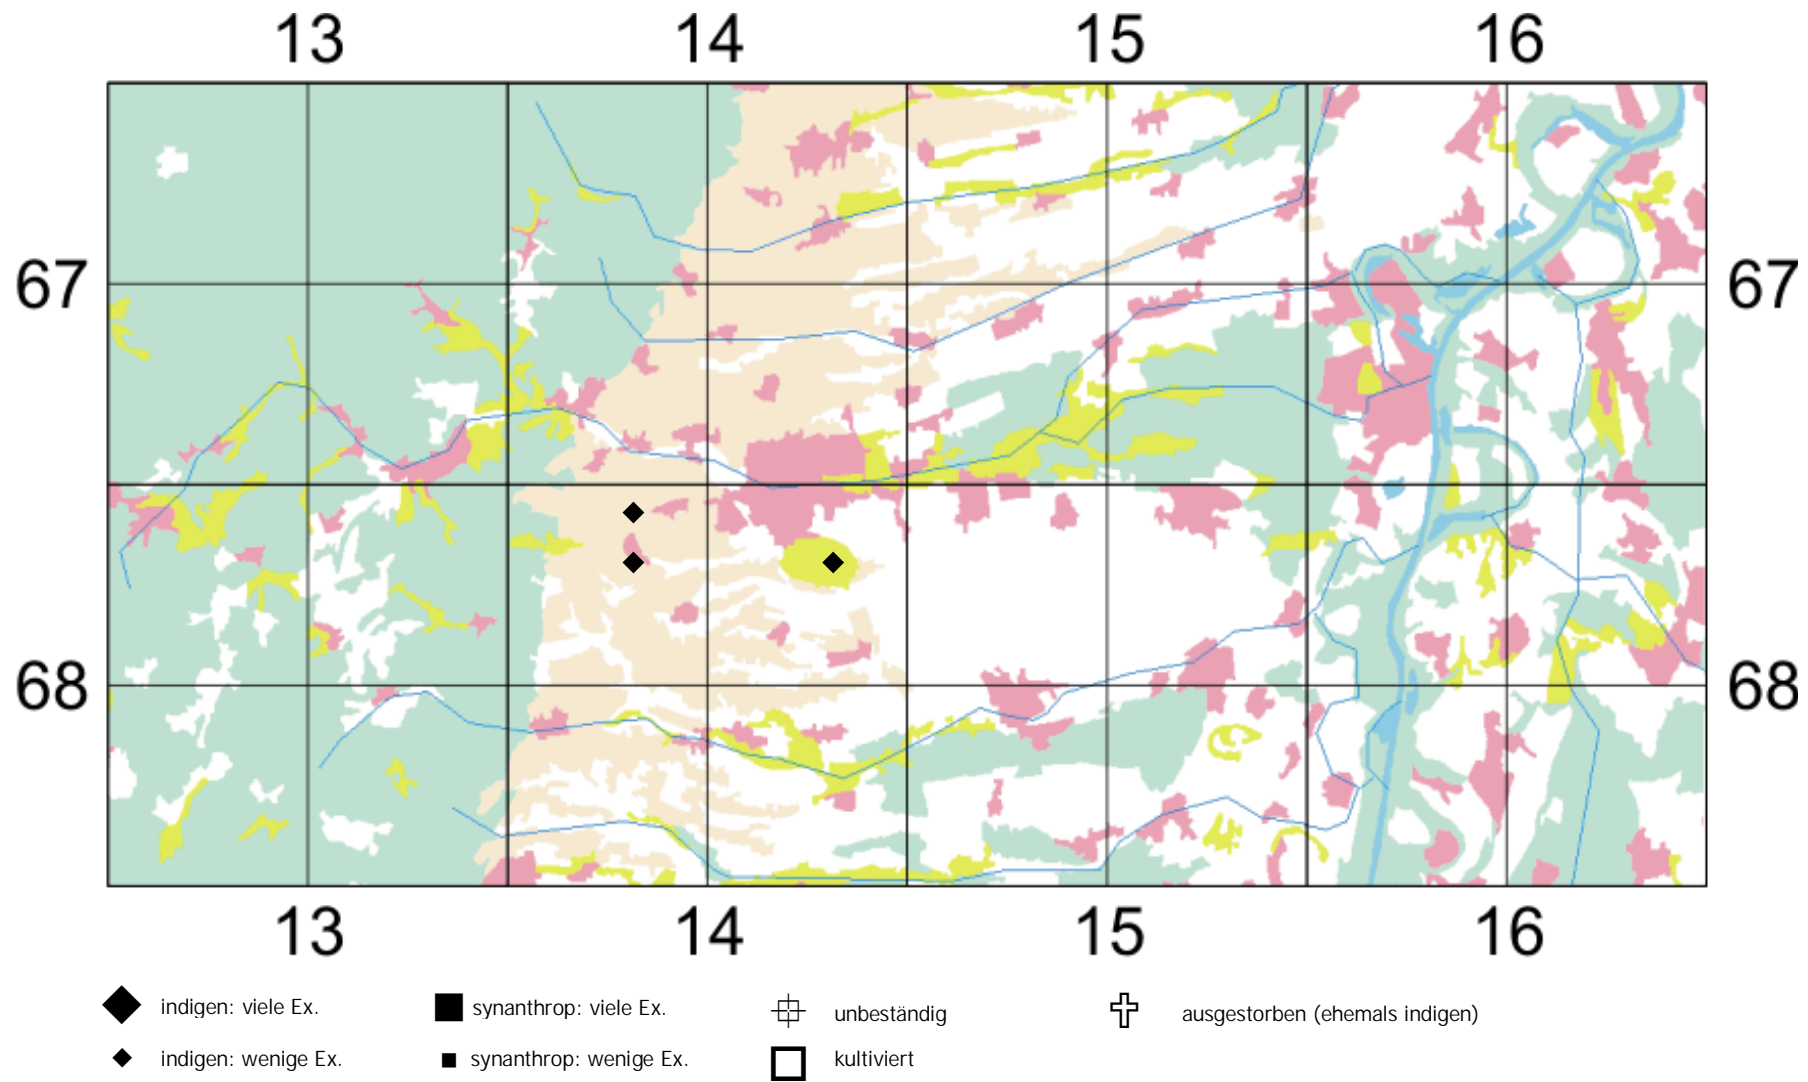 13 14 15 16
67 67
68 68
13 14 15 16
indigen: viele Ex. synanthrop: viele Ex. unbeständig ausgestorben (ehemals indigen)
indigen: wenige Ex. synanthrop: wenige Ex. kultiviert